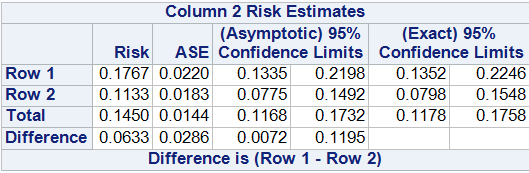 Column 2 Risk Estimates
(Asymptotic) 95% (Exact) 95%
Risk ASE Confidence Limits Confidence Limits
Row 1 0.1767 0.0220 0.1335 0.2198 0.1352 0.2246
Row 2 0.1133 0.0183 0.0775 0.1492 0.0798 0.1548
Total 0.1450 0.0144 0.1168 0.1732 0.1178 0.1758
Difference 0.0633 0.0286 0.0072 0.1195
Difference is (Row 1 - Row 2)